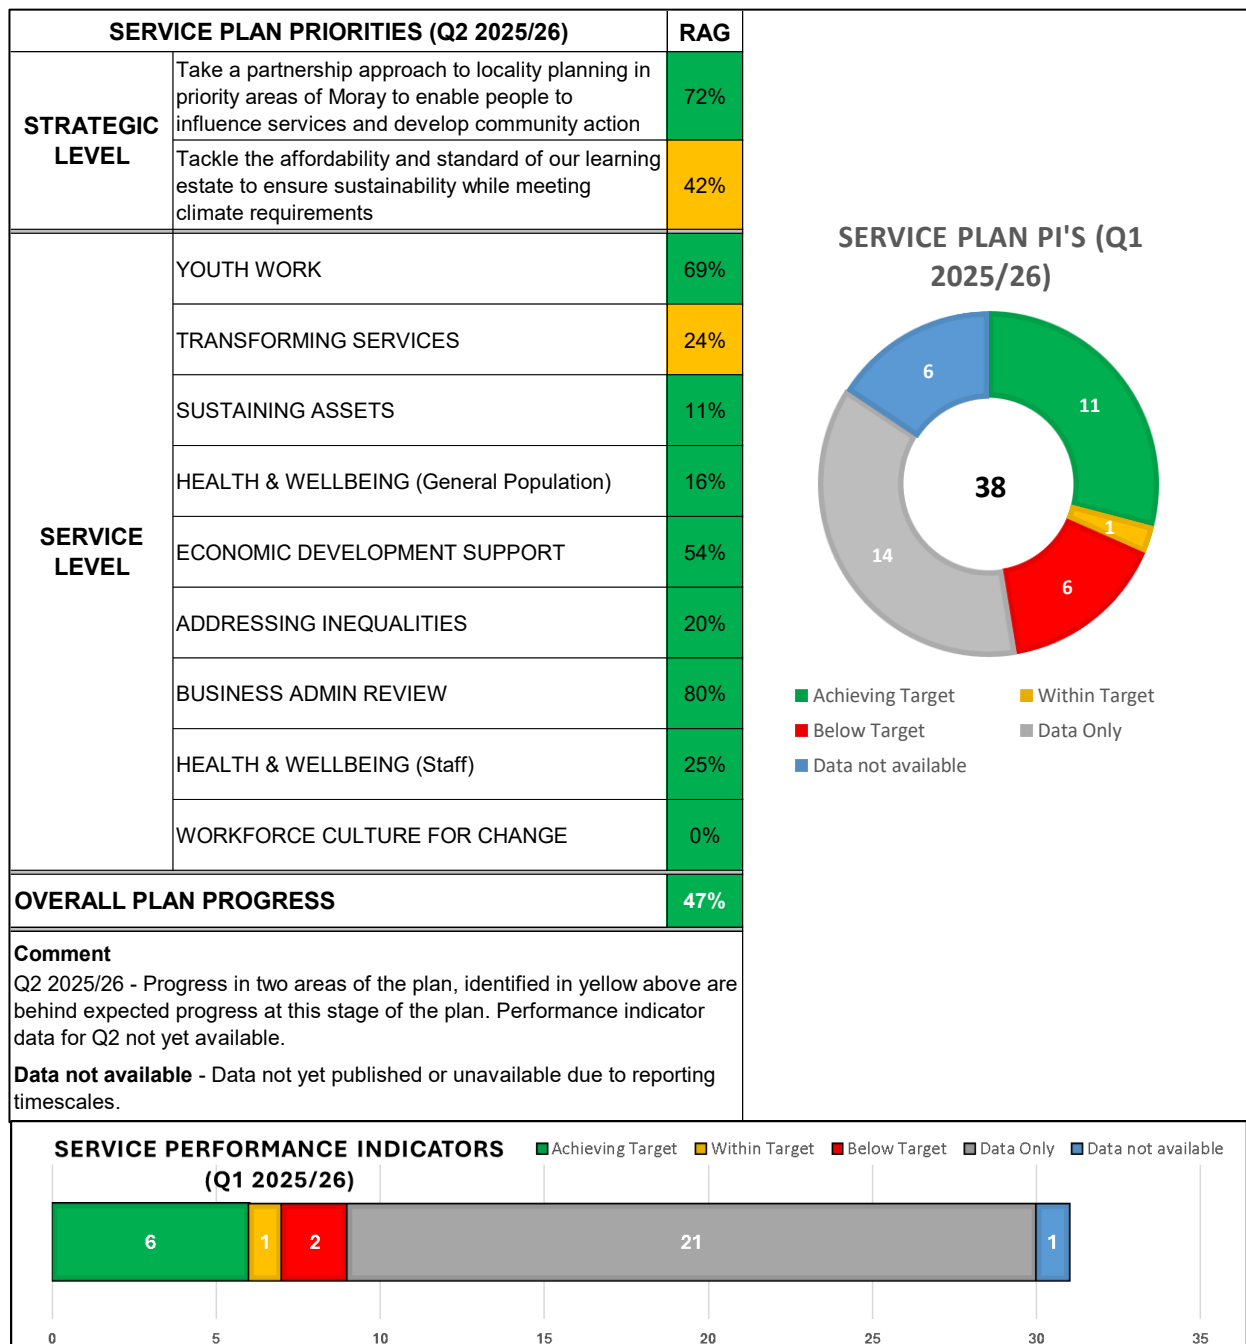 SERVICE PLAN PRIORITIES (Q2 2025/26)
RAG
STRATEGIC
LEVEL
Take a partnership approach to locality planning in
priority areas of Moray to enable people to
influence services and develop community action
72%
Tackle the affordability and standard of our learning
estate to ensure sustainability while meeting
climate requirements
42%
SERVICE
LEVEL
YOUTH WORK
69%
TRANSFORMING SERVICES
24%
SUSTAINING ASSETS
11%
HEALTH & WELLBEING (General Population)
16%
ECONOMIC DEVELOPMENT SUPPORT
54%
ADDRESSING INEQUALITIES
20%
BUSINESS ADMIN REVIEW
80%
HEALTH & WELLBEING (Staff)
25%
WORKFORCE CULTURE FOR CHANGE
0%
OVERALL PLAN PROGRESS
47%
Comment
Q2 2025/26 - Progress in two areas of the plan, identified in yellow above are
behind expected progress at this stage of the plan. Performance indicator
data for Q2 not yet available.
Data not available - Data not yet published or unavailable due to reporting
timescales.
SERVICE PLAN PI'S (Q1
2025/26)
6
11
1
38
14
6
Achieving Target
Within Target
Below Target
Data Only
Data not available
SERVICE PERFORMANCE INDICATORS
(Q1 2025/26)
Achieving Target
Within Target
Below Target
Data Only
Data not available
6
1
2
21
1
0
5
10
15
20
25
30
35